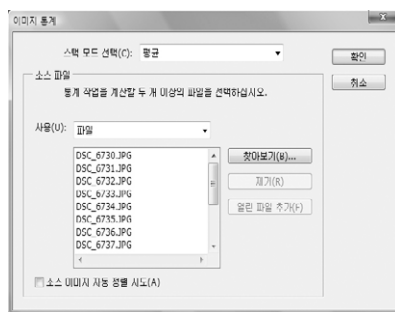 이미지 통계
스택 모드 선택(C): 평균
확인
취소
소스 파일
통계 작업을 계산할 두 개 이상의 파일을 선택하십시오.
사용(U): 파일
DSC_6730.JPG
DSC_6731.JPG
DSC_6732.JPG
DSC_6733.JPG
DSC_6734.JPG
DSC_6735.JPG
DSC_6736.JPG
DSC_6737.JPG
찾아보기(B)...
제거(R)
열린 파일 추가(F)
소스 이미지 자동 정렬 시도(A)